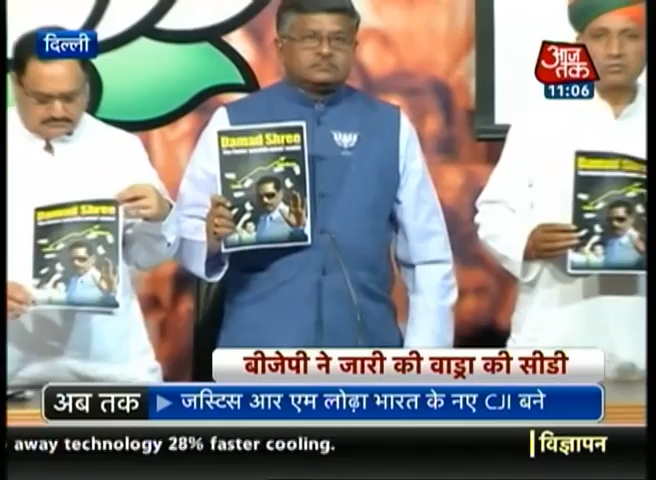 दिल्ली
आज तक
11:06
Damad Shree
Damad Shree
Damad Shree
बीजेपी ने जारी की वाड्रा की सीडी
अब तक
जस्टिस आर एम लोढ़ा भारत के नए CJI बने
away technology 28% faster cooling.
विज्ञापन